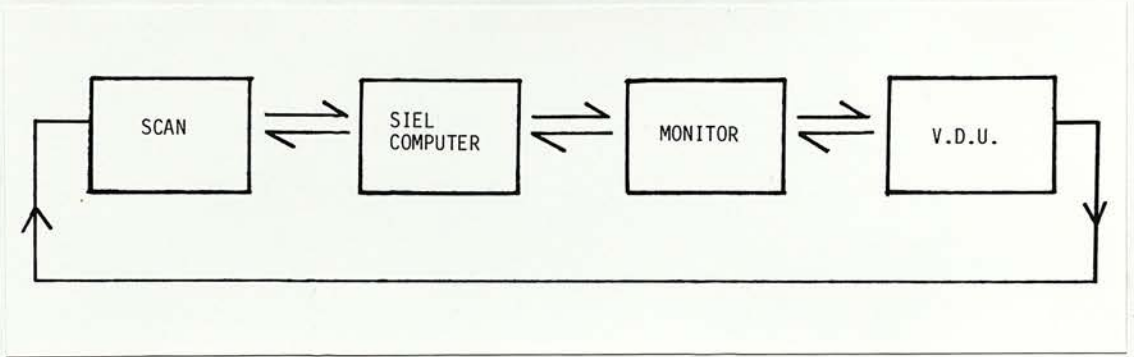 SCAN
SIEL
COMPUTER
MONITOR
V.D.U.